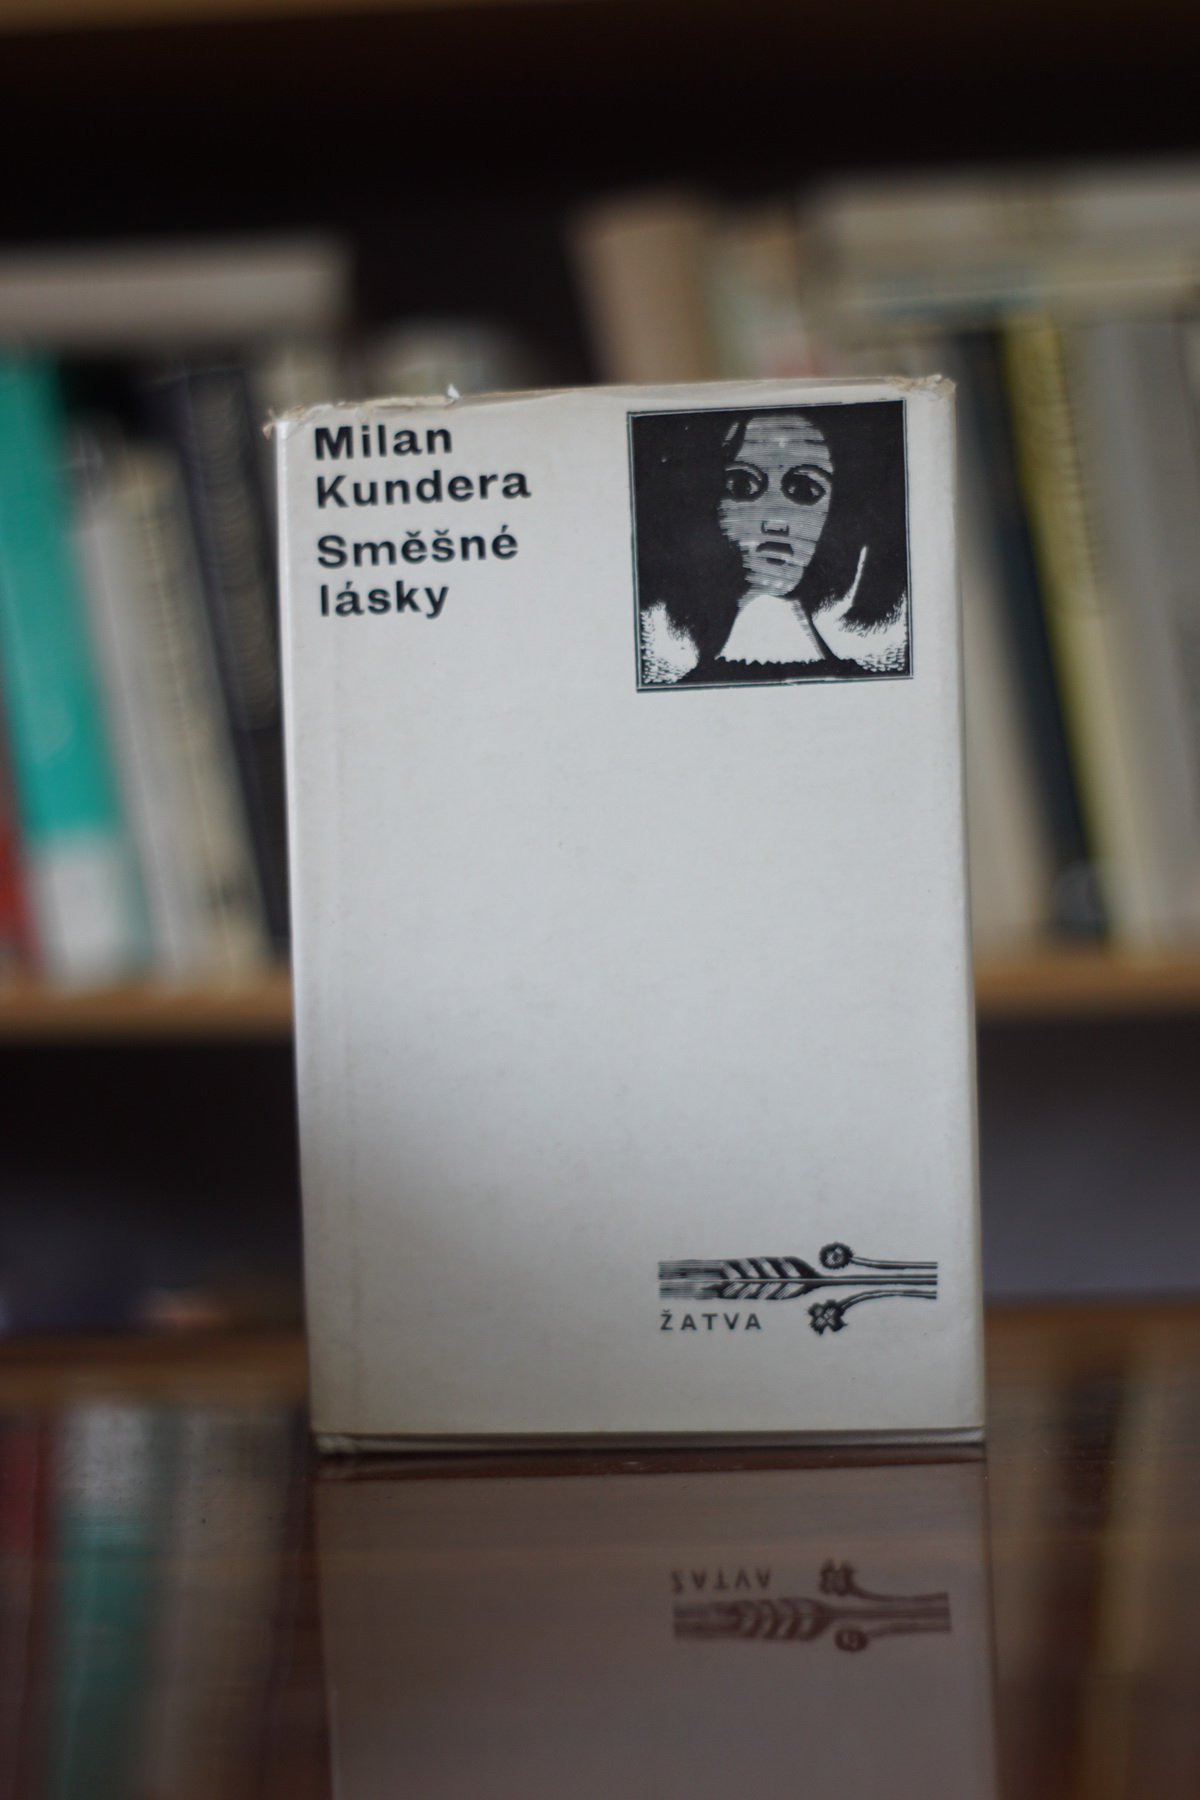 Milan
Kundera
Směšné
lásky
ŽATVA